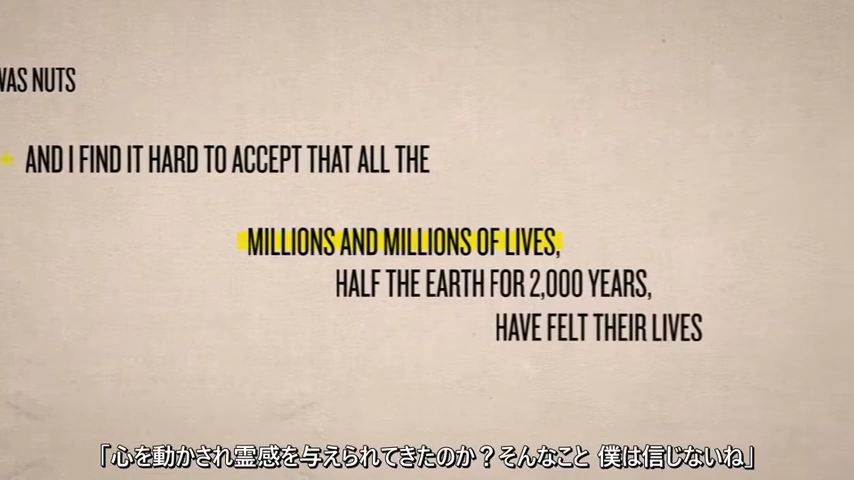 WAS NUTS
AND I FIND IT HARD TO ACCEPT THAT ALL THE
MILLIONS AND MILLIONS OF LIVES,
HALF THE EARTH FOR 2,000 YEARS,
HAVE FELT THEIR LIVES
「心を動かされ霊感を与えられてきたのか？そんなこと 僕は信じないね」